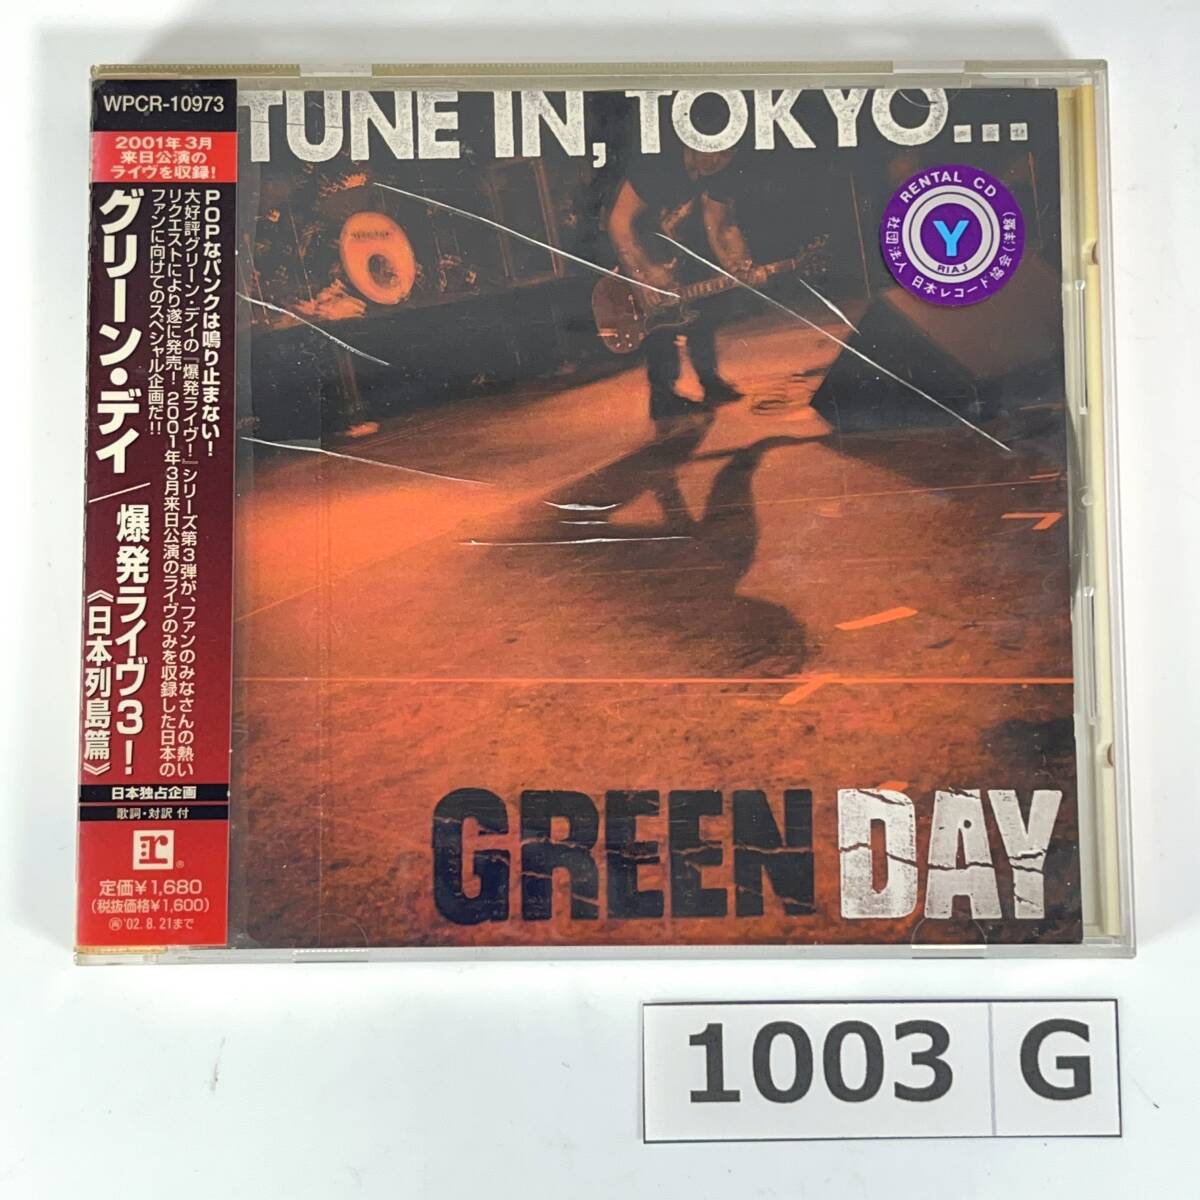 WPCR-10973
2001年3月
来日公演の
ライヴを収録!
POPなパンクは鳴り止まない!
大好評グリーン・デイの『爆発ライヴ!』シリーズ第3弾が、ファンのみなさんの熱い
リクエストにより遂に発売! 2001年3月来日公演のライヴのみを収録した日本の
ファンに向けてのスペシャル企画だ!!
グリーン・デイ/爆発ライヴ3!
《日本列島篇》
日本独占企画
歌詞・対訳 付
r®
定価¥1,680
(税抜価格¥1,600)
再'02.8.21まで
TUNE IN, TOKYO...
RENTAL CD
Y
RIAJ
社団法人 日本レコード協会(洋盤)
GREEN DAY
1003 G